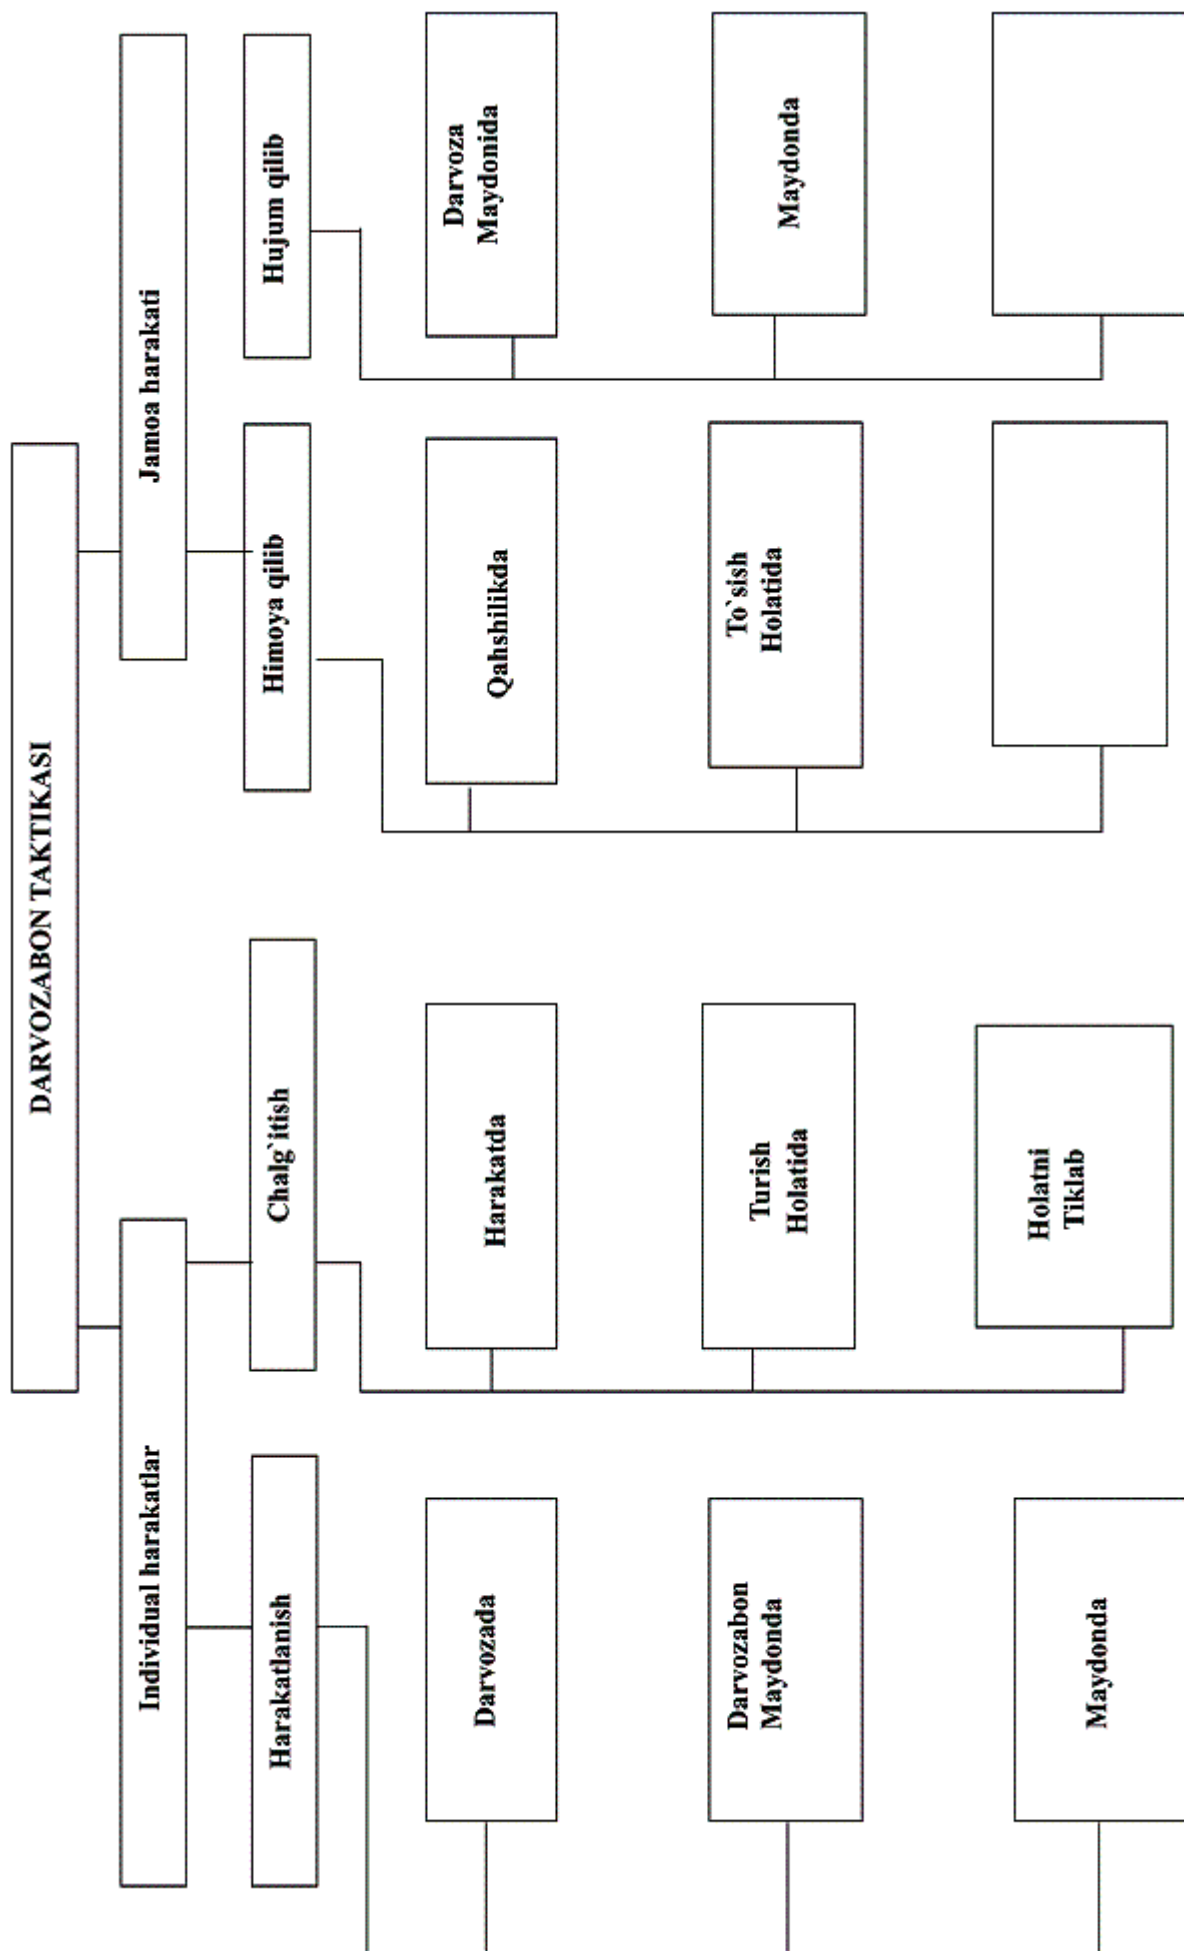 DARVOZABON TAKTIKASI
Individual harakatlar
Jamoa harakati
Harakatlanish
Chalg`itish
Himoya qilib
Hujum qilib
Darvozada
Harakatda
Qahshilikda
Darvoza
Maydonida
Darvozabon
Maydonda
Turish
Holatida
To`sish
Holatida
Maydonda
Maydonda
Holatni
Tiklab